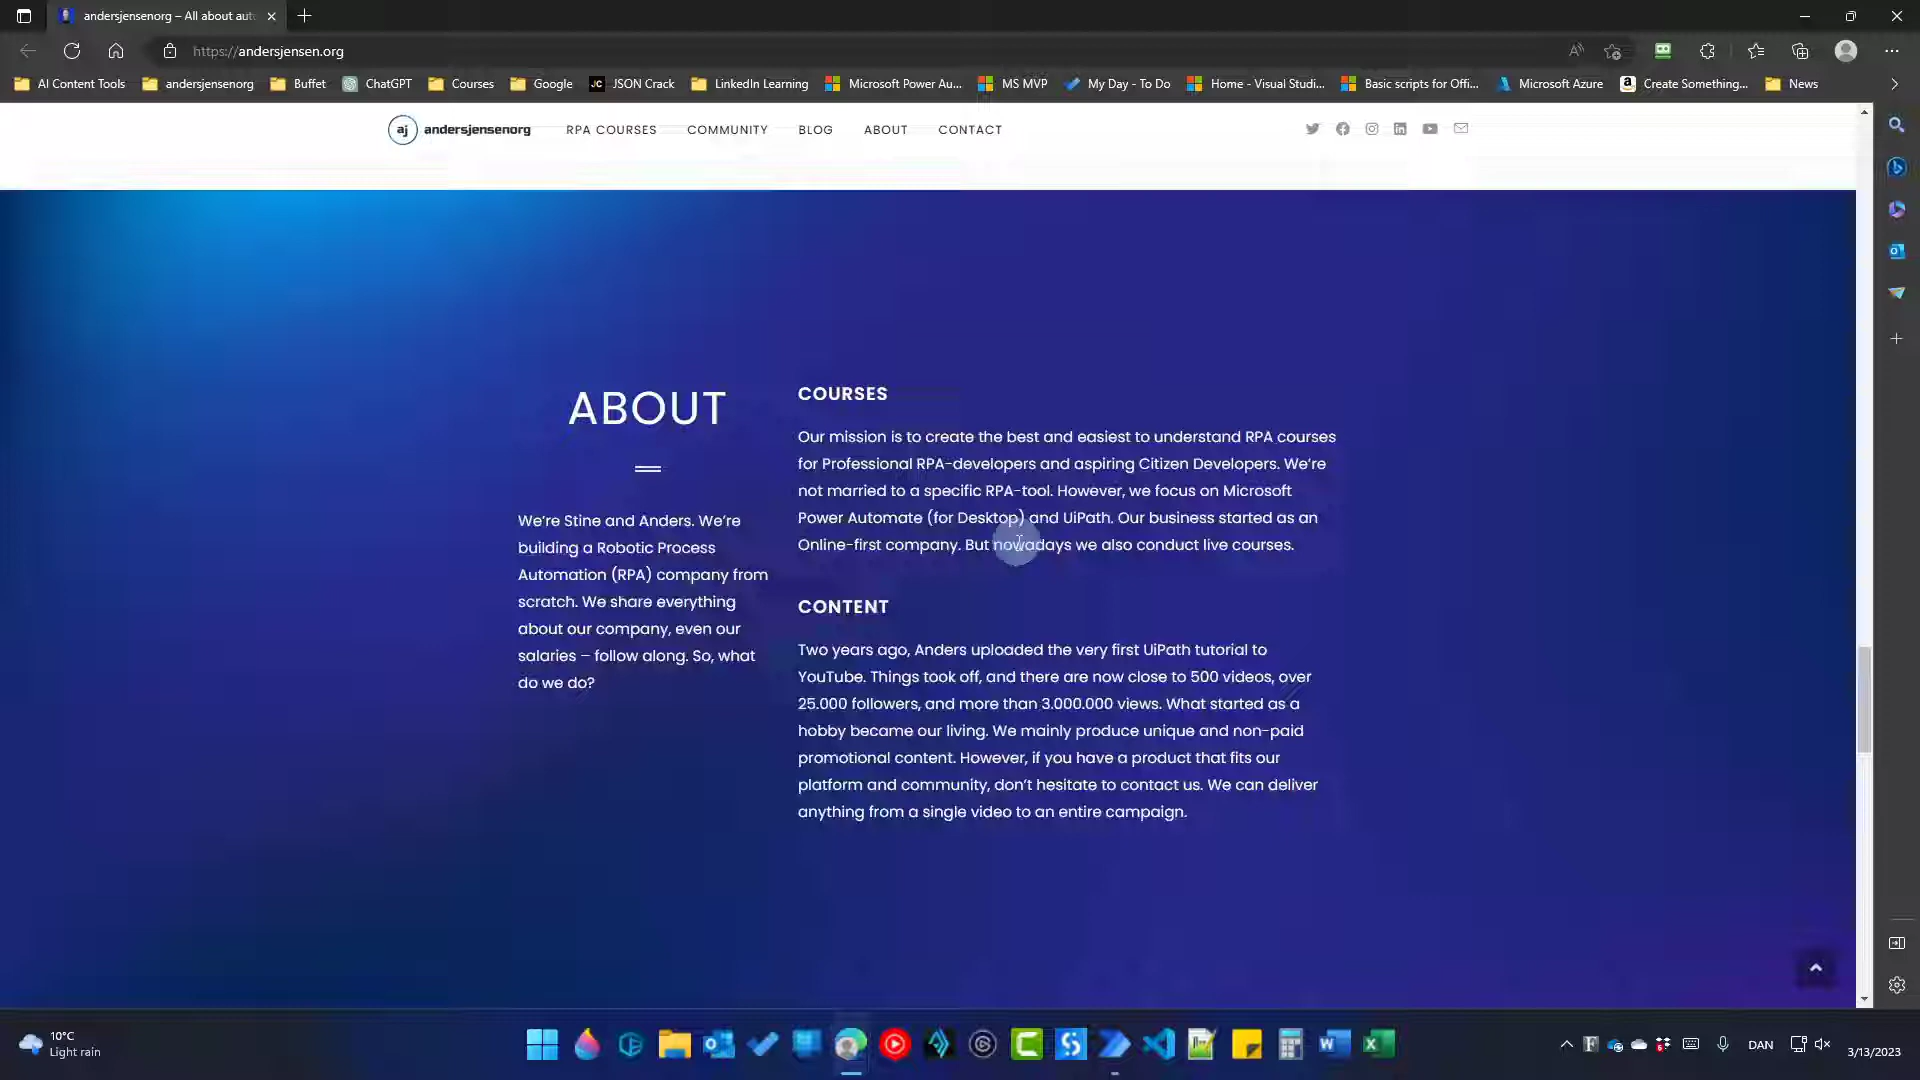 andersjensenorg – All about aut
https://andersjensen.org
AI Content Tools
andersjensenorg
Buffet
ChatGPT
Courses
Google
JC
JSON Crack
LinkedIn Learning
Microsoft Power Au...
MS MVP
My Day - To Do
Home - Visual Studi...
Basic scripts for Offi...
Microsoft Azure
Create Something...
News
aj andersjensenorg
RPA COURSES
COMMUNITY
BLOG
ABOUT
CONTACT
ABOUT
We're Stine and Anders. We're
building a Robotic Process
Automation (RPA) company from
scratch. We share everything
about our company, even our
salaries – follow along. So, what
do we do?
COURSES
Our mission is to create the best and easiest to understand RPA courses
for Professional RPA-developers and aspiring Citizen Developers. We're
not married to a specific RPA-tool. However, we focus on Microsoft
Power Automate (for Desktop) and UiPath. Our business started as an
Online-first company. But nowadays we also conduct live courses.
CONTENT
Two years ago, Anders uploaded the very first UiPath tutorial to
YouTube. Things took off, and there are now close to 500 videos, over
25.000 followers, and more than 3.000.000 views. What started as a
hobby became our living. We mainly produce unique and non-paid
promotional content. However, if you have a product that fits our
platform and community, don't hesitate to contact us. We can deliver
anything from a single video to an entire campaign.
10°C
Light rain
DAN
3/13/2023